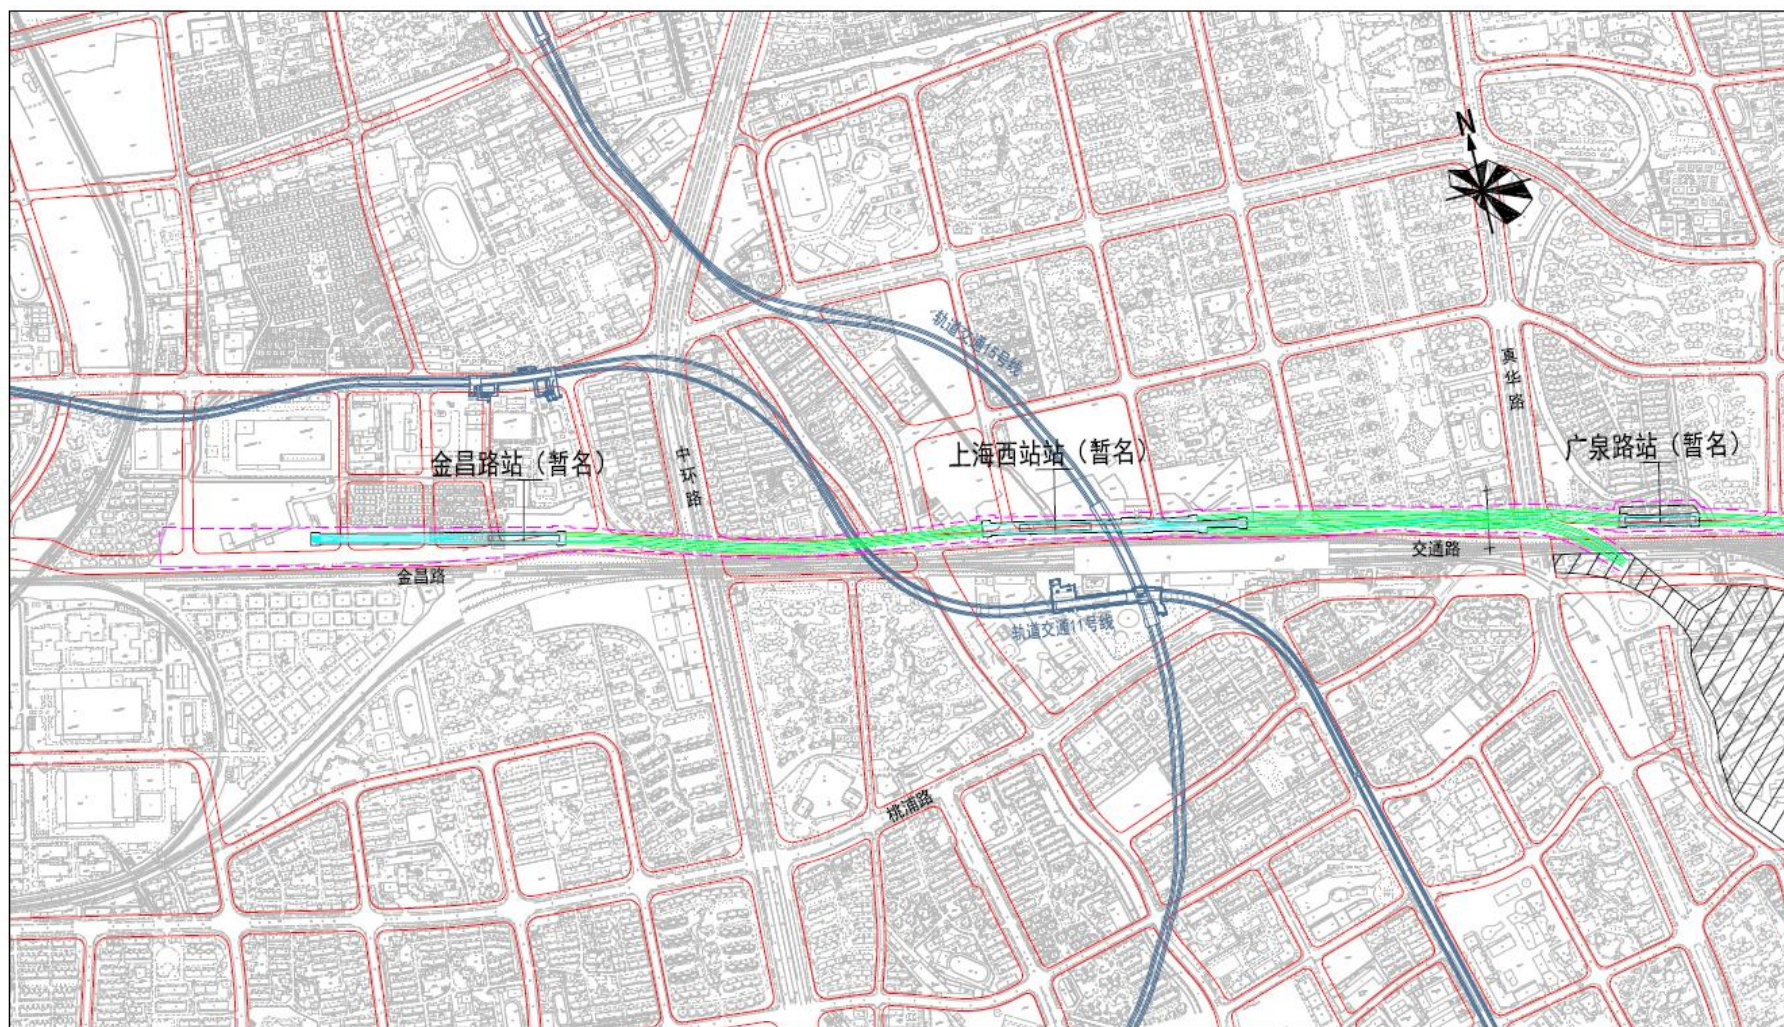 N
轨道交通15号线
真华路
中环路
金昌路站（暂名）
上海西站站（暂名）
广泉路站（暂名）
金昌路
交通路
轨道交通11号线
桃浦路